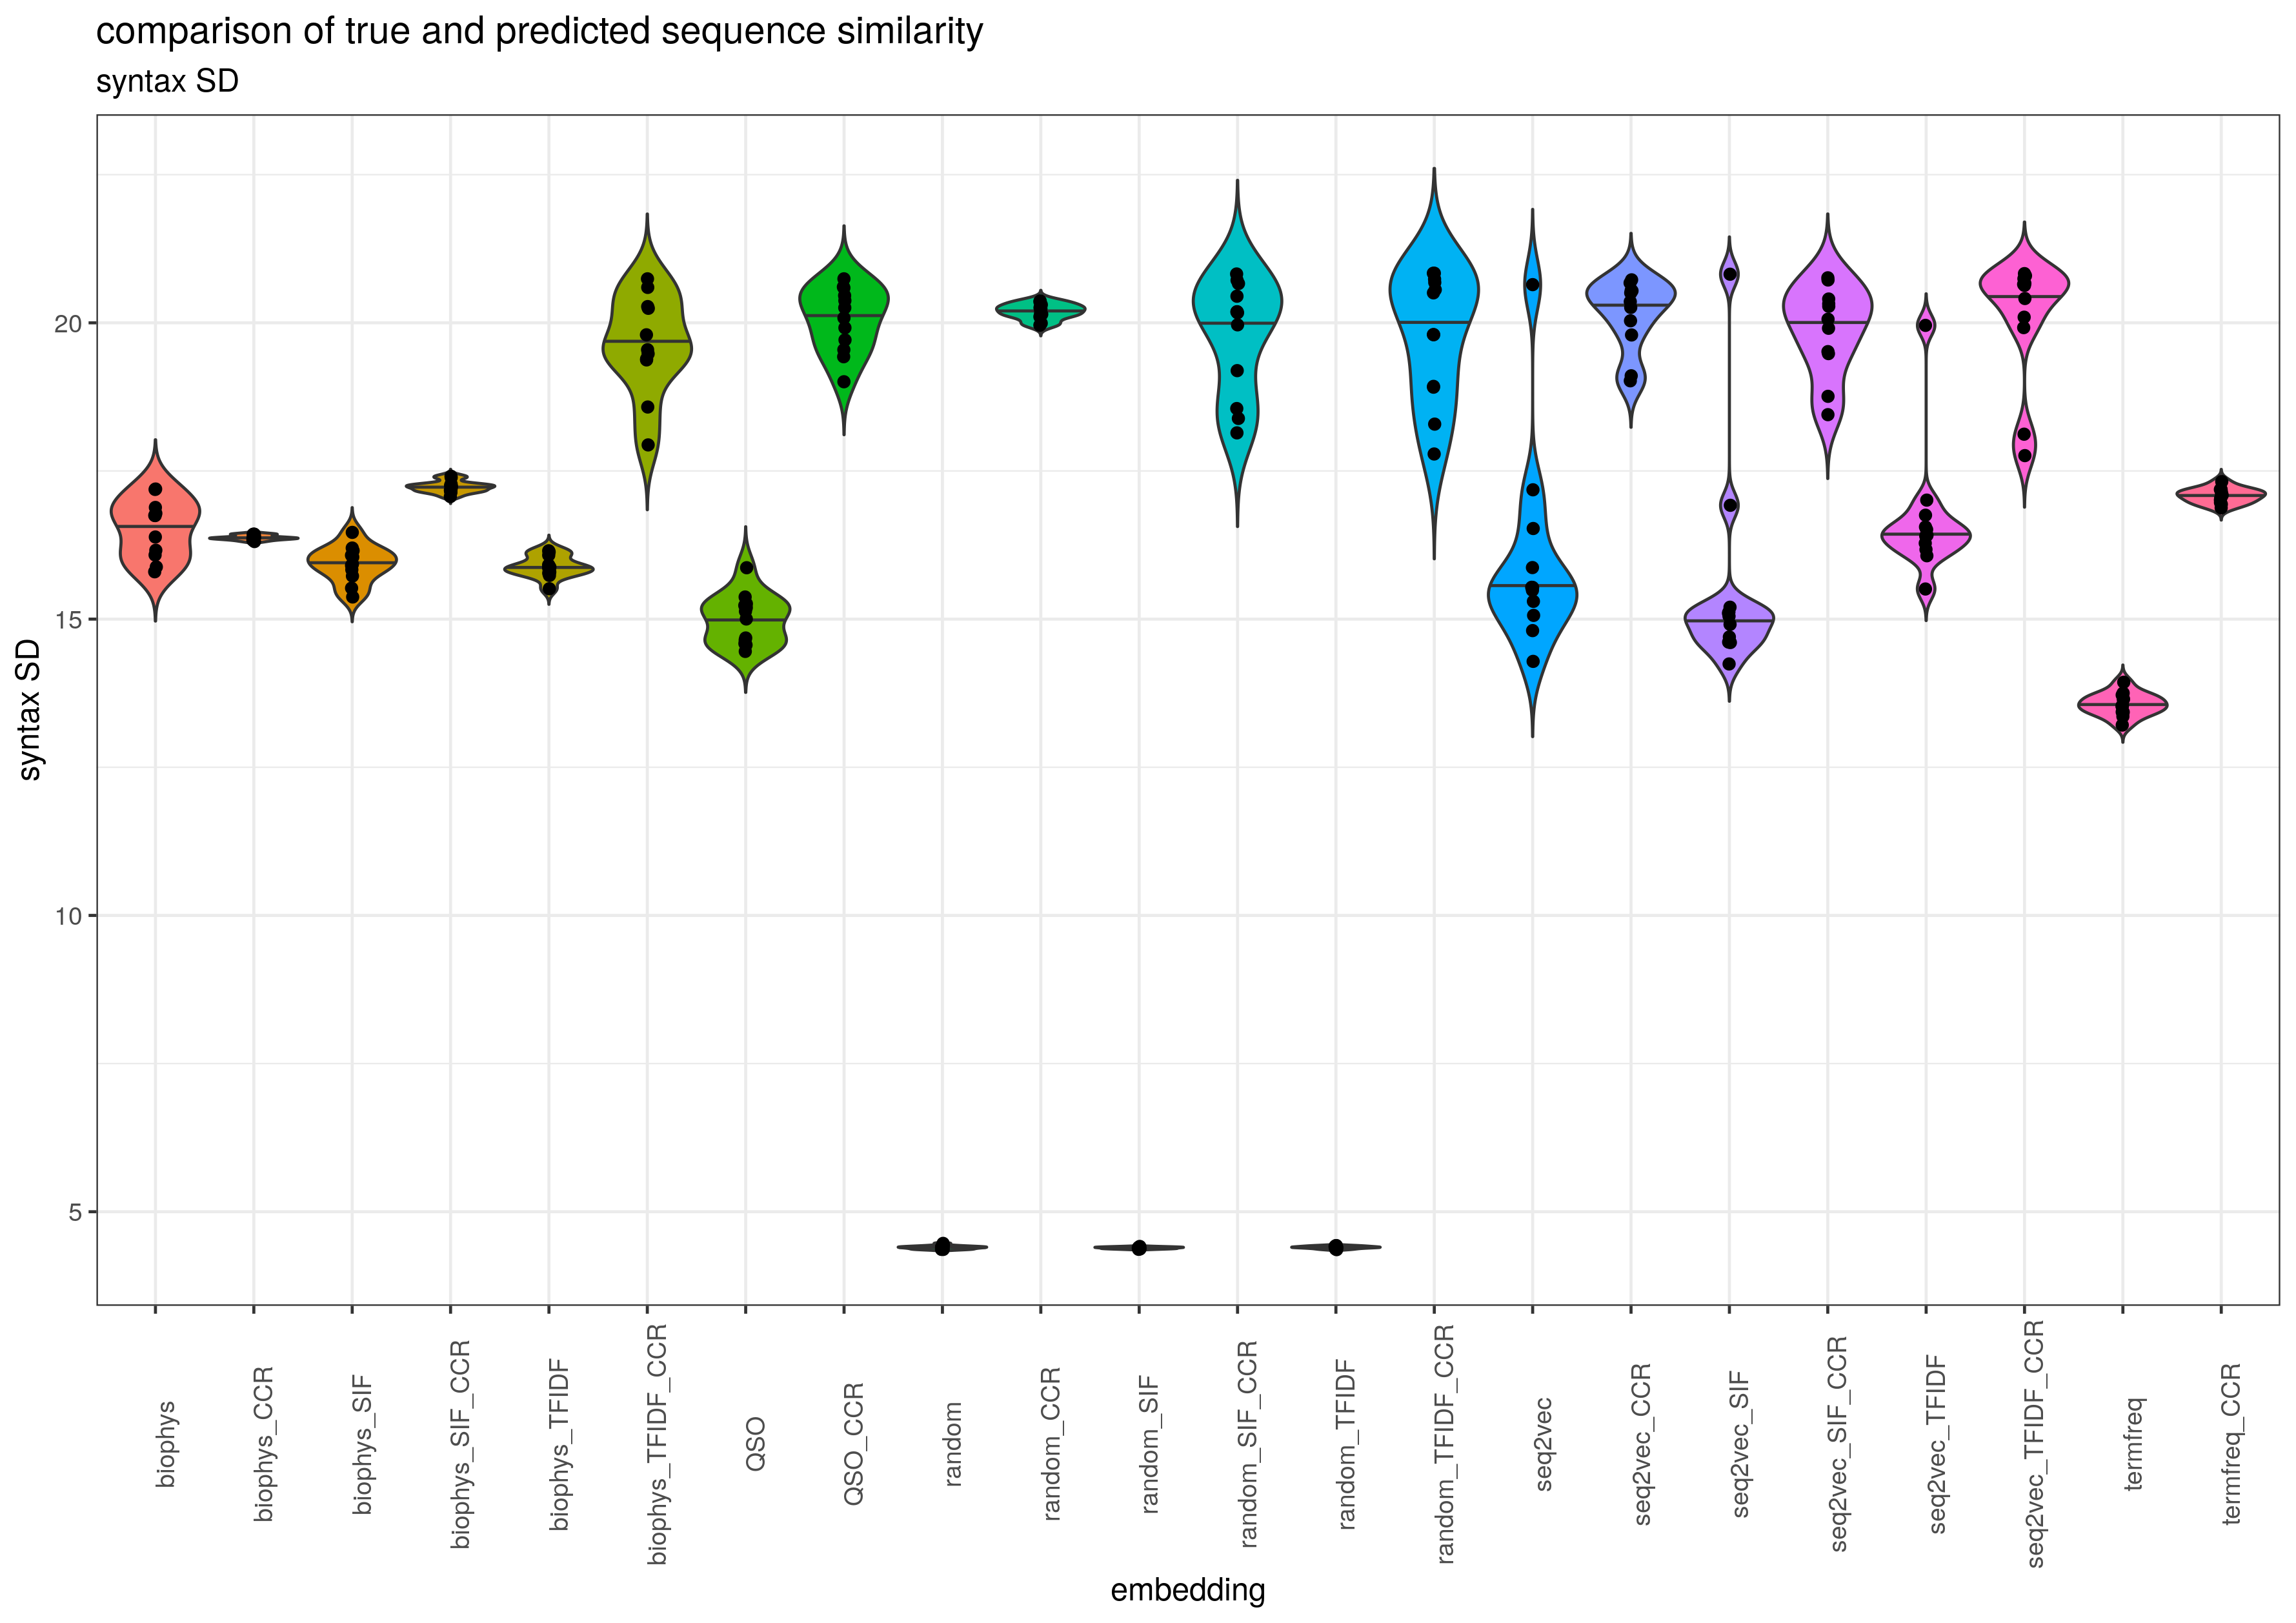 comparison of true and predicted sequence similarity
syntax SD
syntax SD
20
15
10
5
biophys
biophys_CCR
biophys_SIF
biophys_SIF_CCR
biophys_TFIDF
biophys_TFIDF_CCR
QSO
QSO_CCR
random
random_CCR
random_SIF
random_SIF_CCR
random_TFIDF
random_TFIDF_CCR
seq2vec
seq2vec_CCR
seq2vec_SIF
seq2vec_SIF_CCR
seq2vec_TFIDF
seq2vec_TFIDF_CCR
termfreq
termfreq_CCR
embedding